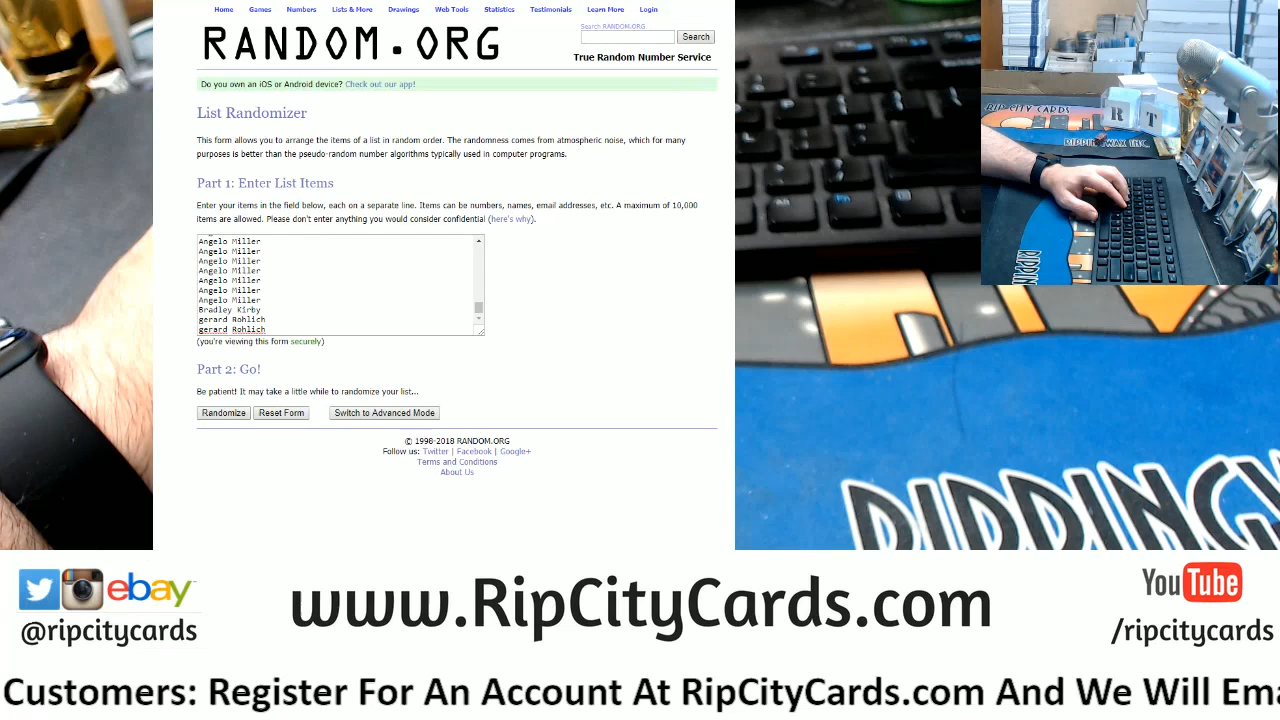 Home Games Numbers Lists & More Drawings Web Tools Statistics Testimonials Learn More Login
RANDOM.ORG
Search RANDOM.ORG
Search
True Random Number Service
Do you own an iOS or Android device? Check out our app!
List Randomizer
This form allows you to arrange the items of a list in random order. The randomness comes from atmospheric noise, which for many
purposes is better than the pseudo-random number algorithms typically used in computer programs.
Part 1: Enter List Items
Enter your items in the field below, each on a separate line. Items can be numbers, names, email addresses, etc. A maximum of 10,000
items are allowed. Please don't enter anything you would consider confidential (here's why).
Angelo Miller
Angelo Miller
Angelo Miller
Angelo Miller
Angelo Miller
Angelo Miller
Angelo Miller
Bradley Kirby
gerard Rohlich
gerard Rohlich
(you're viewing this form securely)
Part 2: Go!
Be patient! It may take a little while to randomize your list...
Randomize Reset Form Switch to Advanced Mode
© 1998-2018 RANDOM.ORG
Follow us: Twitter | Facebook | Google+
Terms and Conditions
About Us
RIP CITY CARDS
R T
RIPPINGWAX INC.
RIPPING
RIPPINGW
ebay
@ripcitycards
www.RipCityCards.com
YouTube
/ripcitycards
Customers: Register For An Account At RipCityCards.com And We Will Ema